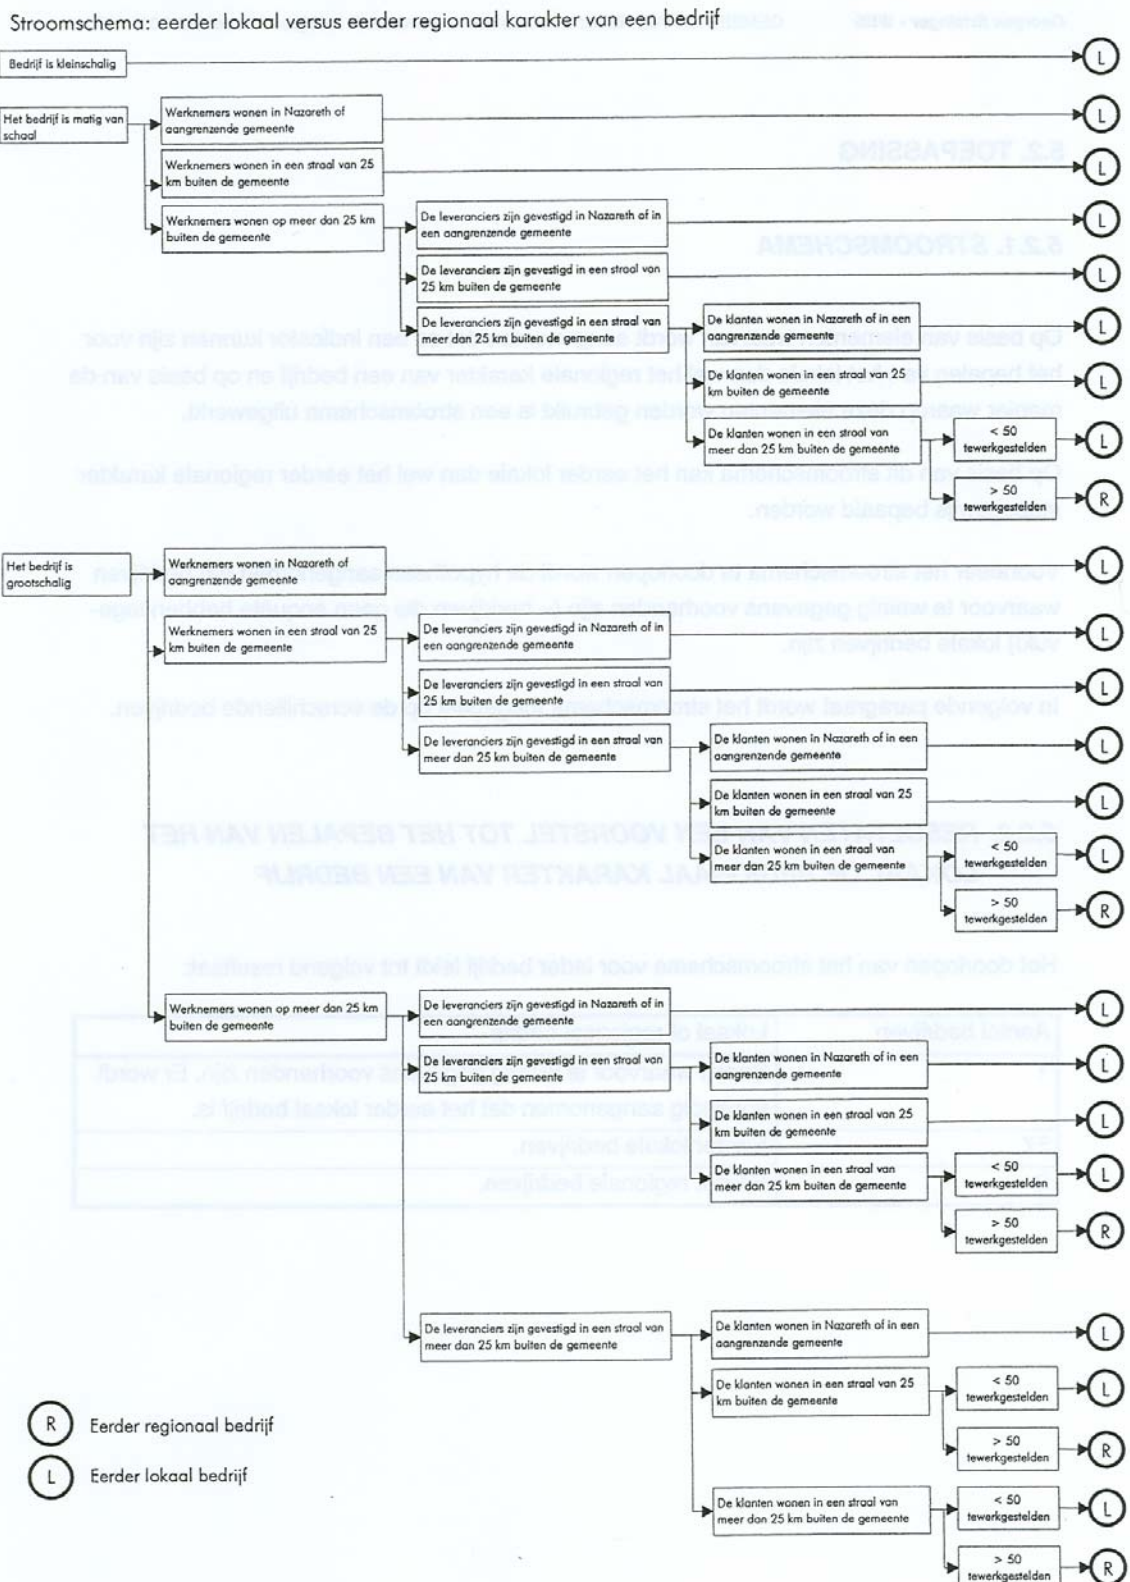 Stroomschema: eerder lokaal versus eerder regionaal karakter van een bedrijf
Bedrijf is kleinschalig
L
Het bedrijf is matig van
schaal
Werknemers wonen in Nazareth of
aangrenzende gemeente
L
Werknemers wonen in een straal van 25
km buiten de gemeente
L
Werknemers wonen op meer dan 25 km
buiten de gemeente
De leveranciers zijn gevestigd in Nazareth of in
een aangrenzende gemeente
L
De leveranciers zijn gevestigd in een straal van
25 km buiten de gemeente
L
De leveranciers zijn gevestigd in een straal van
meer dan 25 km buiten de gemeente
De klanten wonen in Nazareth of in een
aangrenzende gemeente
L
De klanten wonen in een straal van 25
km buiten de gemeente
L
De klanten wonen in een straal van
meer dan 25 km buiten de gemeente
< 50
tewerkgestelden
L
> 50
tewerkgestelden
R
Het bedrijf is
grootschalig
Werknemers wonen in Nazareth of
aangrenzende gemeente
L
Werknemers wonen in een straal van 25
km buiten de gemeente
De leveranciers zijn gevestigd in Nazareth of in
een aangrenzende gemeente
L
De leveranciers zijn gevestigd in een straal van
25 km buiten de gemeente
L
De leveranciers zijn gevestigd in een straal van
meer dan 25 km buiten de gemeente
De klanten wonen in Nazareth of in een
aangrenzende gemeente
L
De klanten wonen in een straal van 25
km buiten de gemeente
L
De klanten wonen in een straal van
meer dan 25 km buiten de gemeente
< 50
tewerkgestelden
L
> 50
tewerkgestelden
R
Werknemers wonen op meer dan 25 km
buiten de gemeente
De leveranciers zijn gevestigd in Nazareth of in
een aangrenzende gemeente
L
De leveranciers zijn gevestigd in een straal van
25 km buiten de gemeente
De klanten wonen in Nazareth of in een
aangrenzende gemeente
L
De klanten wonen in een straal van 25
km buiten de gemeente
L
De klanten wonen in een straal van
meer dan 25 km buiten de gemeente
< 50
tewerkgestelden
L
> 50
tewerkgestelden
R
De leveranciers zijn gevestigd in een straal van
meer dan 25 km buiten de gemeente
De klanten wonen in Nazareth of in een
aangrenzende gemeente
L
De klanten wonen in een straal van 25
km buiten de gemeente
< 50
tewerkgestelden
L
> 50
tewerkgestelden
R
De klanten wonen in een straal van
meer dan 25 km buiten de gemeente
< 50
tewerkgestelden
L
> 50
tewerkgestelden
R
R Eerder regionaal bedrijf
L Eerder lokaal bedrijf